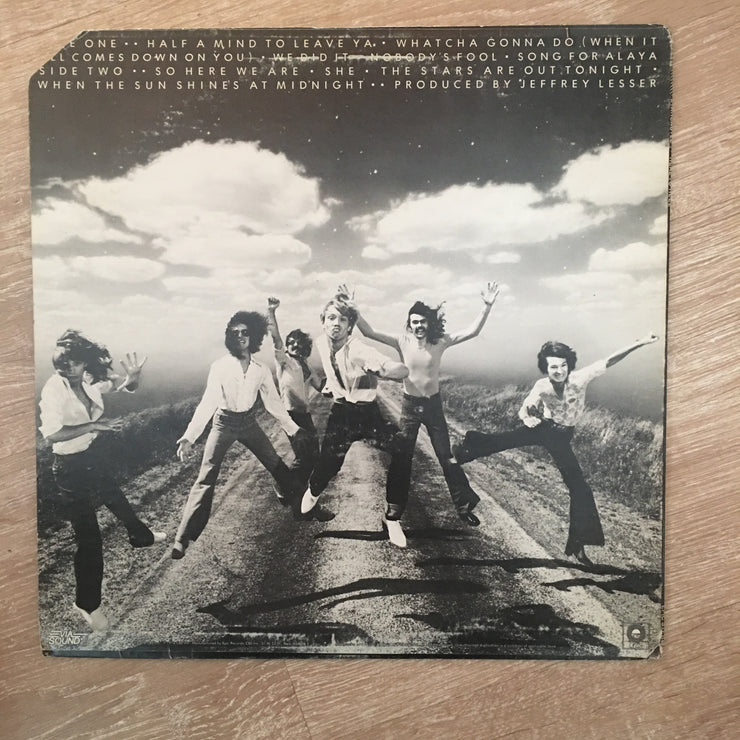 ONE • • HALF A MIND TO LEAVE YA • • WHATCHA GONNA DO (WHEN IT
COMES DOWN ON YOU) • WE DID IT • NOBODY'S FOOL • SONG FOR ALAYA
SIDE TWO • • SO HERE WE ARE • SHE • THE STARS ARE OUT TONIGHT •
WHEN THE SUN SHINES AT MIDNIGHT • • PRODUCED BY JEFFREY LESSER
SOUND